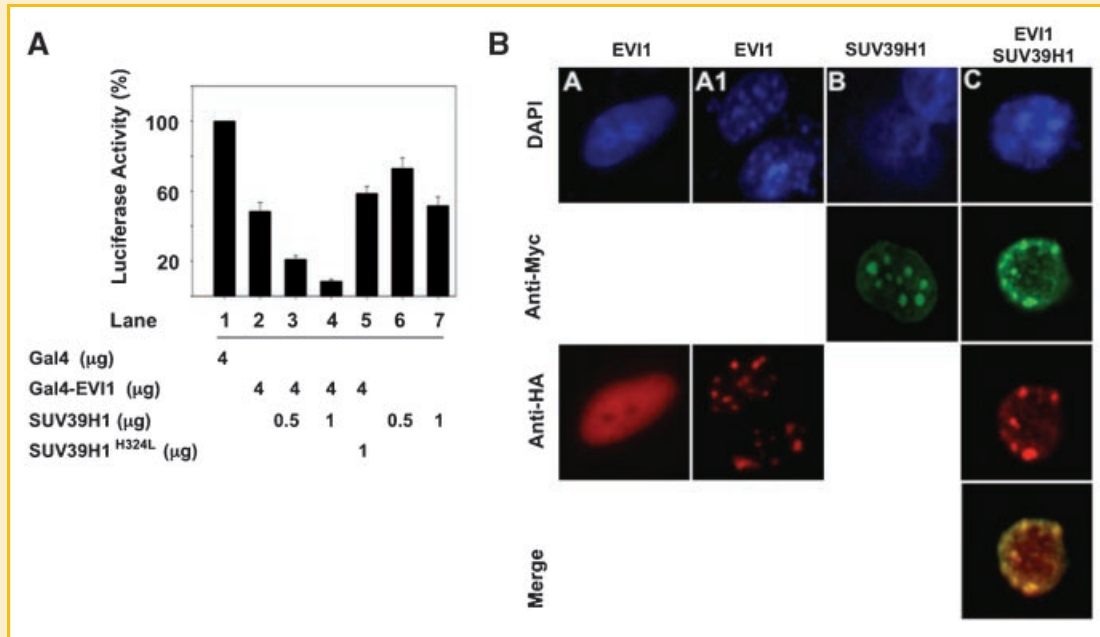 A
Luciferase Activity (%)
100
60
20
Lane 1 2 3 4 5 6 7
Gal4 (µg) 4
Gal4-EVI1 (µg) 4 4 4 4
SUV39H1 (µg) 0.5 1 0.5 1
SUV39H1 H324L (µg) 1
B
EVI1 EVI1 SUV39H1 EVI1
SUV39H1
DAPI
A A1 B C
Anti-Myc
Anti-HA
Merge